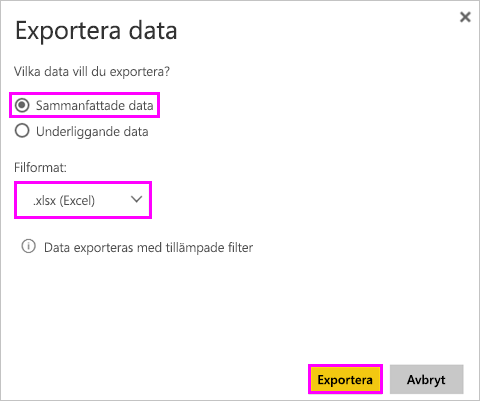 Exportera data
Vilka data vill du exportera?
Sammanfattade data
Underliggande data
Filformat:
.xlsx (Excel)
Data exporteras med tillämpade filter
Exportera
Avbryt